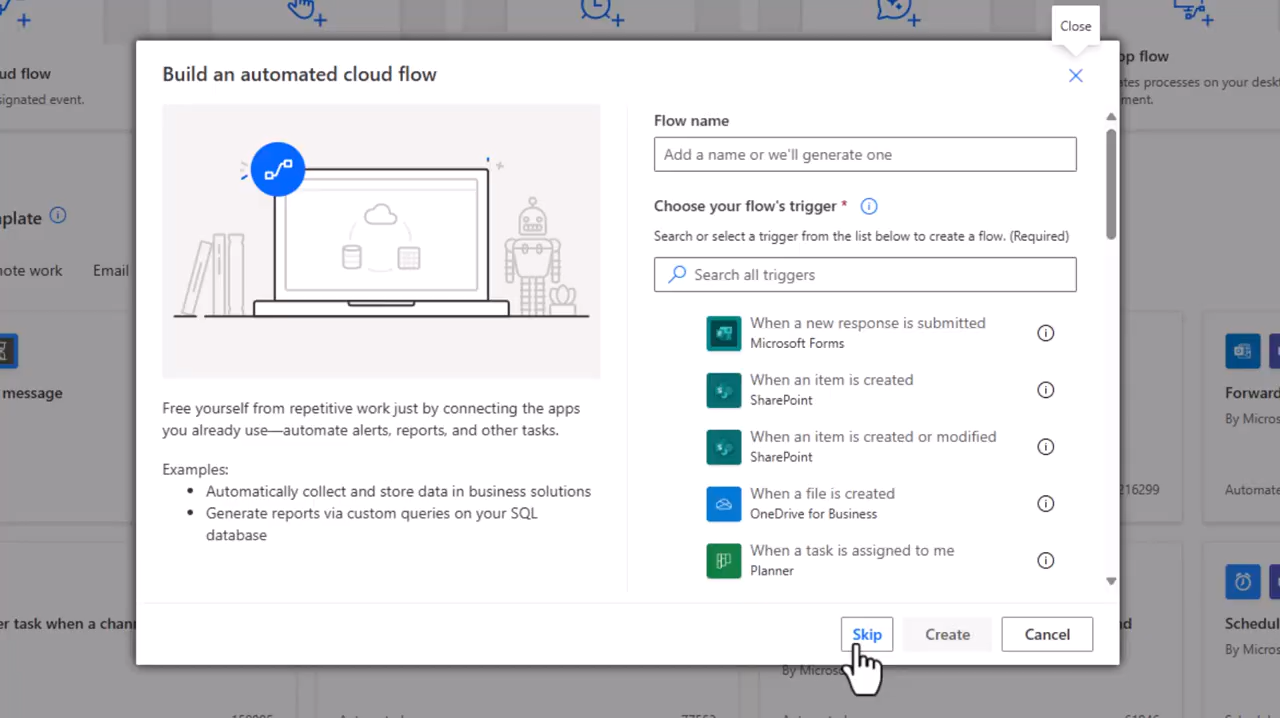 Close
ud flow
signated event.
op flow
ates processes on your deskt
ment.
Build an automated cloud flow
Flow name
Add a name or we'll generate one
Choose your flow's trigger *
Search or select a trigger from the list below to create a flow. (Required)
Search all triggers
When a new response is submitted
Microsoft Forms
When an item is created
SharePoint
When an item is created or modified
SharePoint
When a file is created
OneDrive for Business
When a task is assigned to me
Planner
Free yourself from repetitive work just by connecting the apps
you already use—automate alerts, reports, and other tasks.
Examples:
• Automatically collect and store data in business solutions
• Generate reports via custom queries on your SQL
database
Skip
Create
Cancel
mplate
mote work
Email
message
er task when a chann
Forward
By Micros
216299
Automate
nd
By Microso
Schedul
By Micros